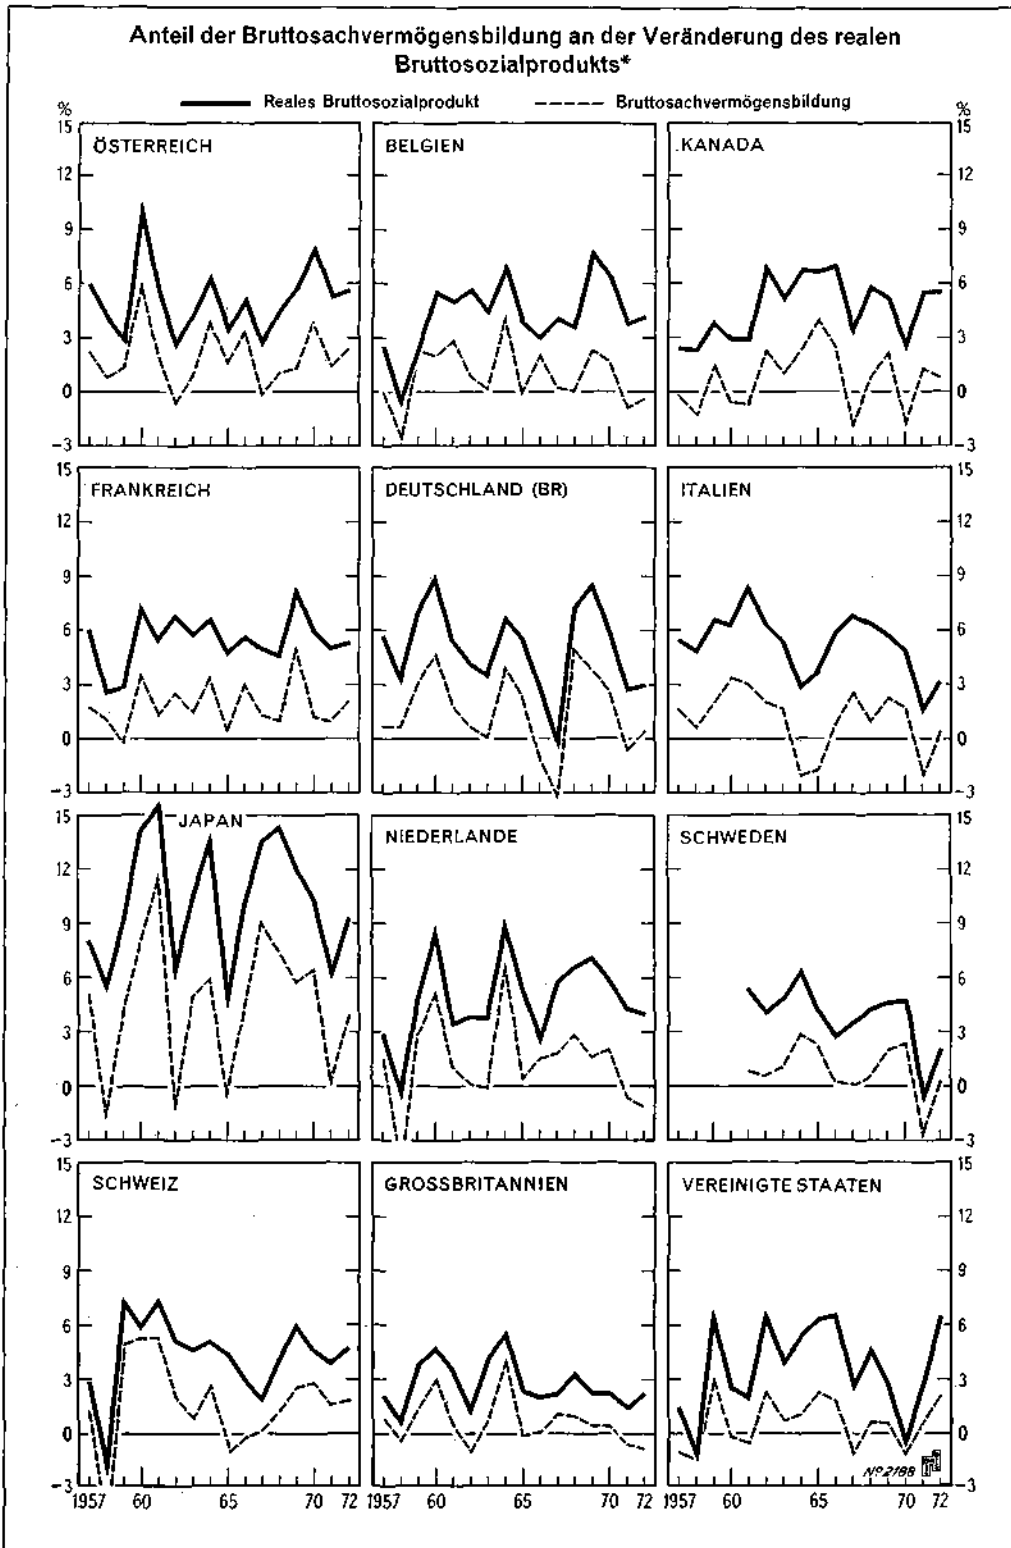 Anteil der Bruttosachvermögensbildung an der Veränderung des realen
Bruttosozialprodukts*
Reales Bruttosozialprodukt Bruttosachvermögensbildung
% %
15 ÖSTERREICH BELGIEN KANADA 15
12 12
9 9
6 6
3 3
0 0
-3 -3
15 FRANKREICH DEUTSCHLAND (BR) ITALIEN 15
12 12
9 9
6 6
3 3
0 0
-3 -3
15 JAPAN NIEDERLANDE SCHWEDEN 15
12 12
9 9
6 6
3 3
0 0
-3 -3
15 SCHWEIZ GROSSBRITANNIEN VEREINIGTE STAATEN 15
12 12
9 9
6 6
3 3
0 0
Nº 2188
-3 -3
1957 60 65 70 1957 60 65 70 72 1957 60 65 70 72